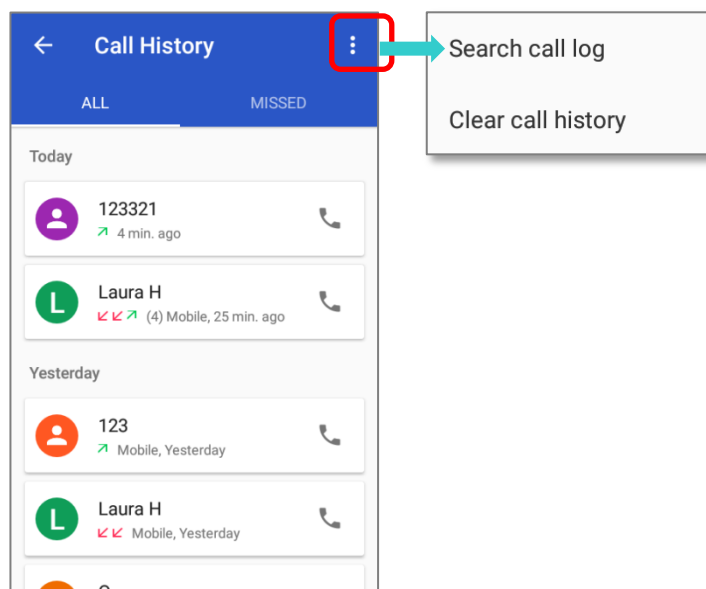 Call History
ALL
MISSED
Search call log
Clear call history
Today
123321
4 min. ago
L
Laura H
(4) Mobile, 25 min. ago
Yesterday
123
Mobile, Yesterday
L
Laura H
Mobile, Yesterday